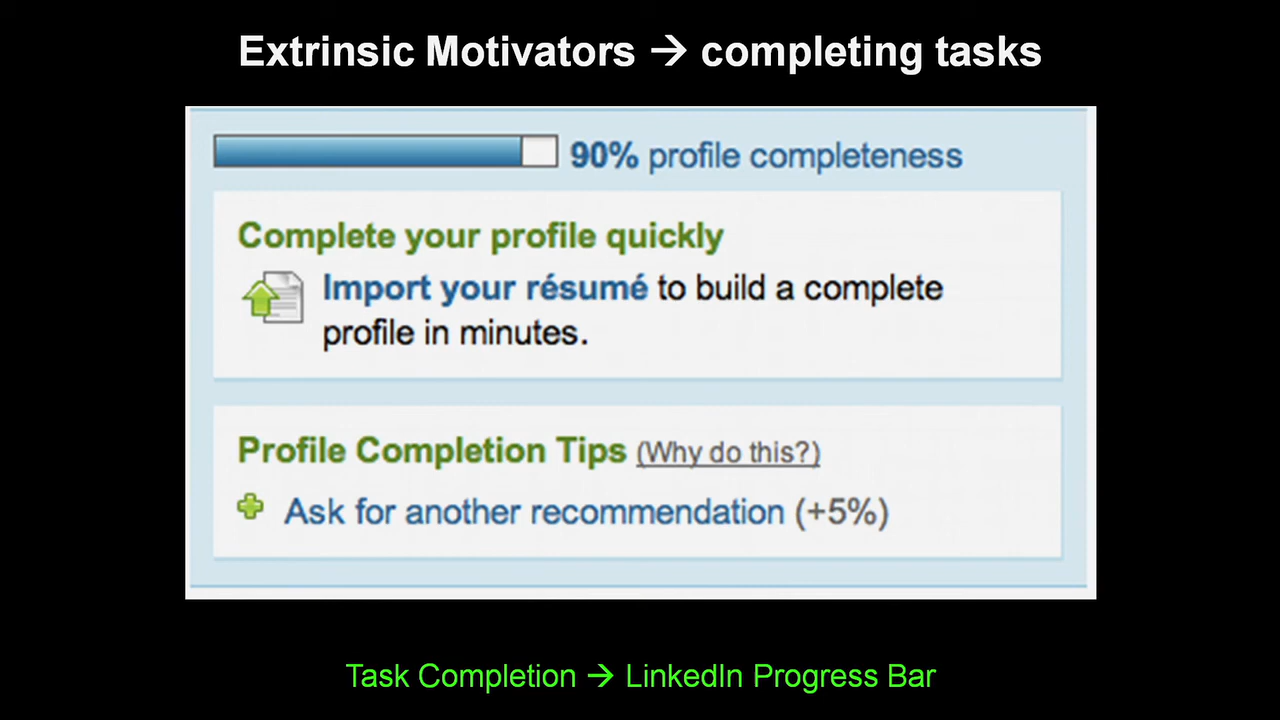 Extrinsic Motivators → completing tasks
90% profile completeness
Complete your profile quickly
Import your résumé to build a complete
profile in minutes.
Profile Completion Tips (Why do this?)
Ask for another recommendation (+5%)
Task Completion → LinkedIn Progress Bar